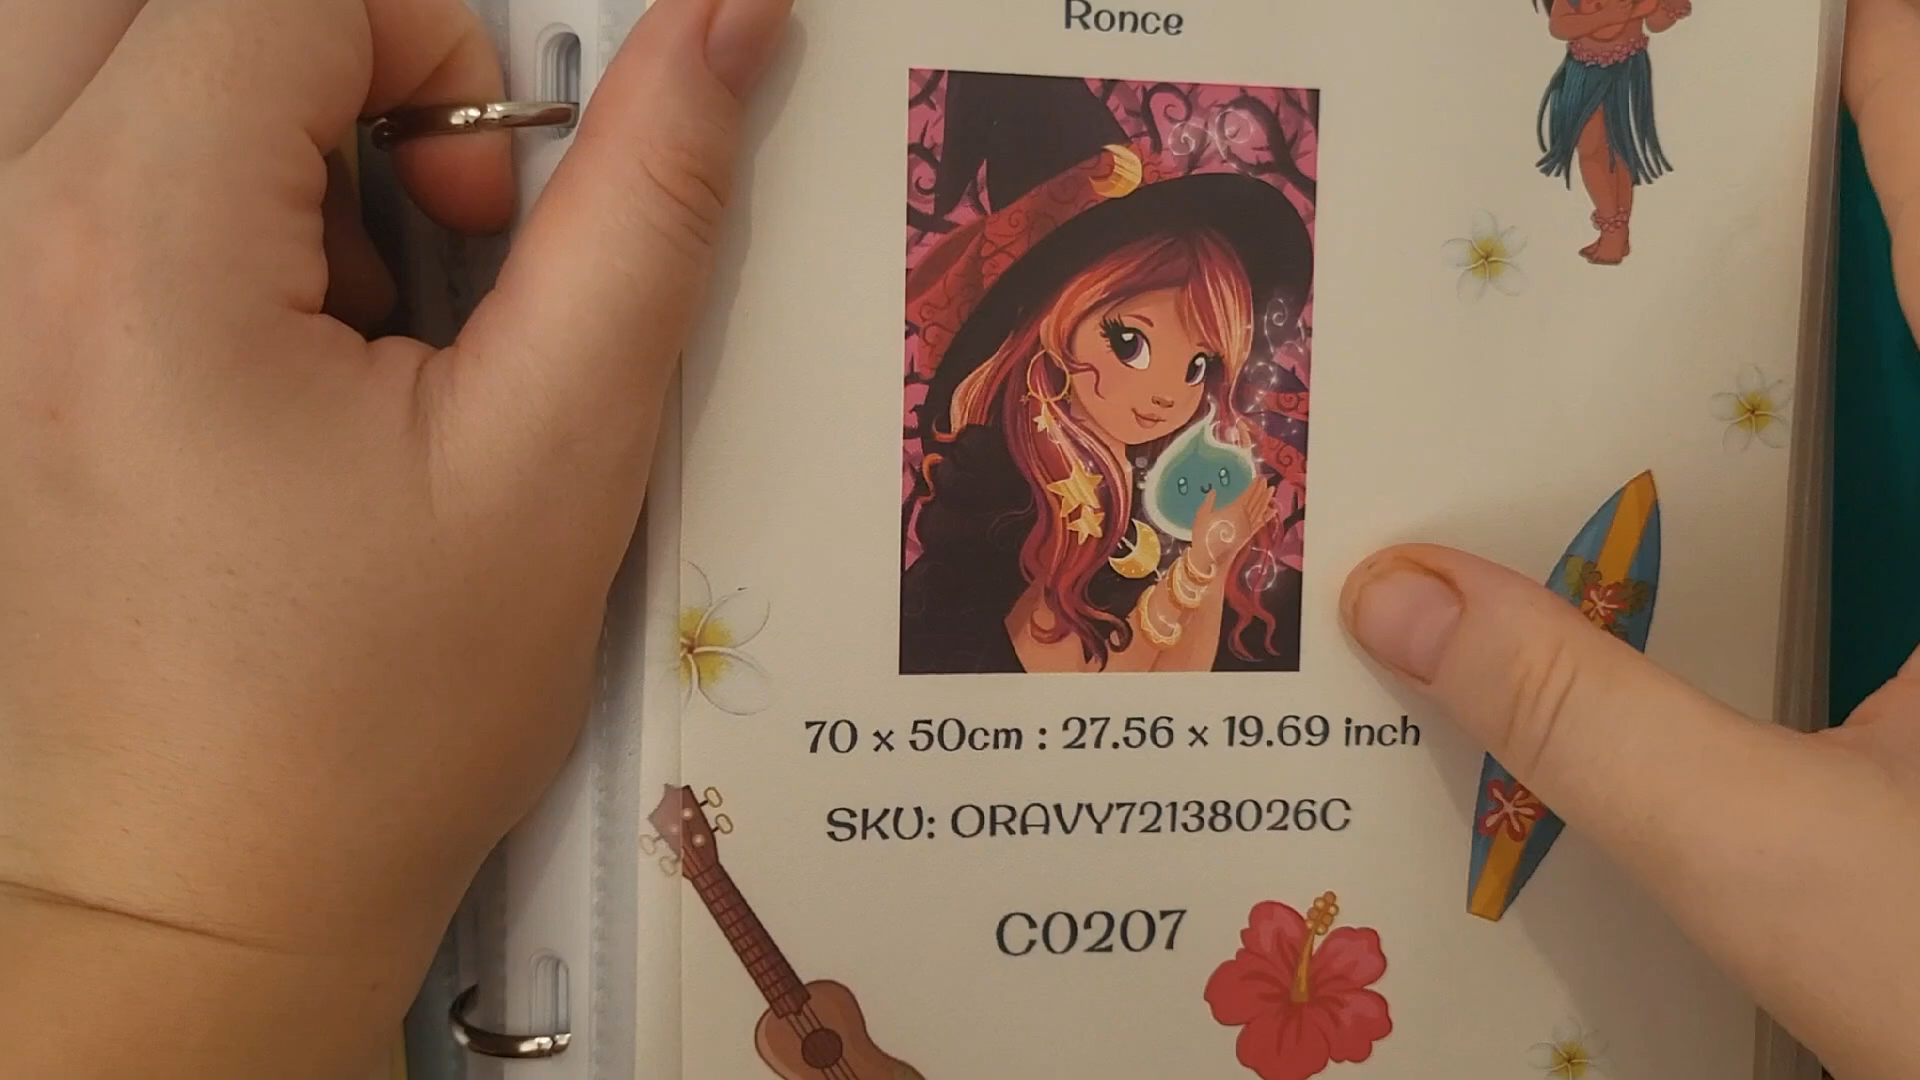 Ronce
70 x 50cm : 27.56 x 19.69 inch
SKU: ORAVY72138026C
C0207